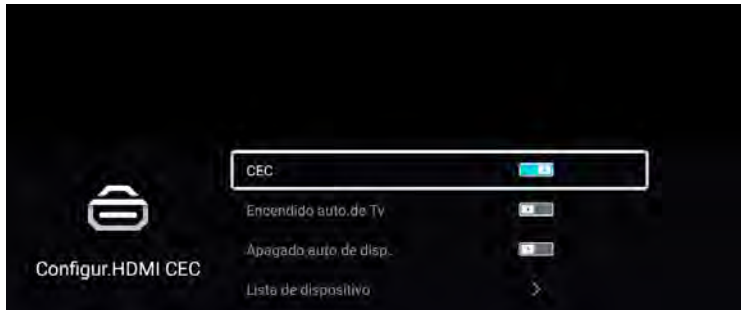 CEC
Encendido auto.de Tv
Apagado auto de disp.
Configur.HDMI CEC
Lista de dispositivo